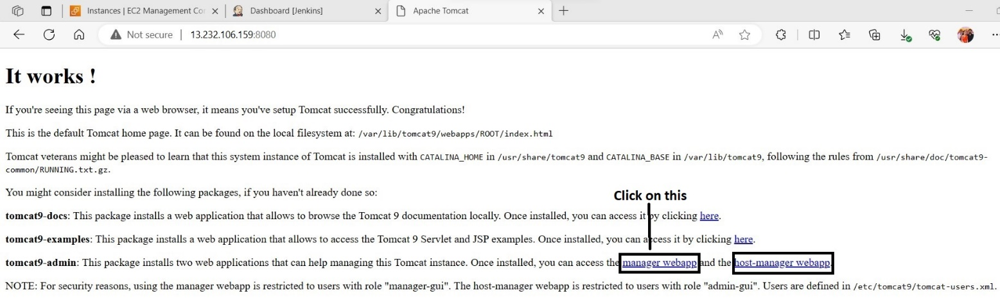 Instances | EC2 Management Co
Dashboard [Jenkins]
Apache Tomcat
Not secure | 13.232.106.159:8080
It works !
If you're seeing this page via a web browser, it means you've setup Tomcat successfully. Congratulations!
This is the default Tomcat home page. It can be found on the local filesystem at: /var/lib/tomcat9/webapps/ROOT/index.html
Tomcat veterans might be pleased to learn that this system instance of Tomcat is installed with CATALINA_HOME in /usr/share/tomcat9 and CATALINA_BASE in /var/lib/tomcat9, following the rules from /usr/share/doc/tomcat9-
common/RUNNING.txt.gz.
You might consider installing the following packages, if you haven't already done so:
Click on this
tomcat9-docs: This package installs a web application that allows to browse the Tomcat 9 documentation locally. Once installed, you can access it by clicking here.
tomcat9-examples: This package installs a web application that allows to access the Tomcat 9 Servlet and JSP examples. Once installed, you can access it by clicking here.
tomcat9-admin: This package installs two web applications that can help managing this Tomcat instance. Once installed, you can access the manager webapp and the host-manager webapp.
NOTE: For security reasons, using the manager webapp is restricted to users with role "manager-gui". The host-manager webapp is restricted to users with role "admin-gui". Users are defined in /etc/tomcat9/tomcat-users.xml.